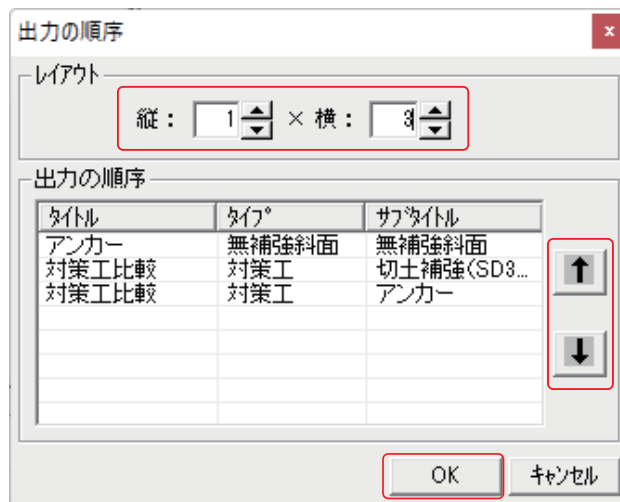 出力の順序 x
レイアウト
縦： 1 × 横： 3
出力の順序
ﾀｲﾄﾙ ﾀｲﾌﾟ ｻﾌﾞﾀｲﾄﾙ
アンカー 無補強斜面 無補強斜面
対策工比較 対策工 切土補強(SD3...
対策工比較 対策工 アンカー
↑
↓
OK ｷｬﾝｾﾙ